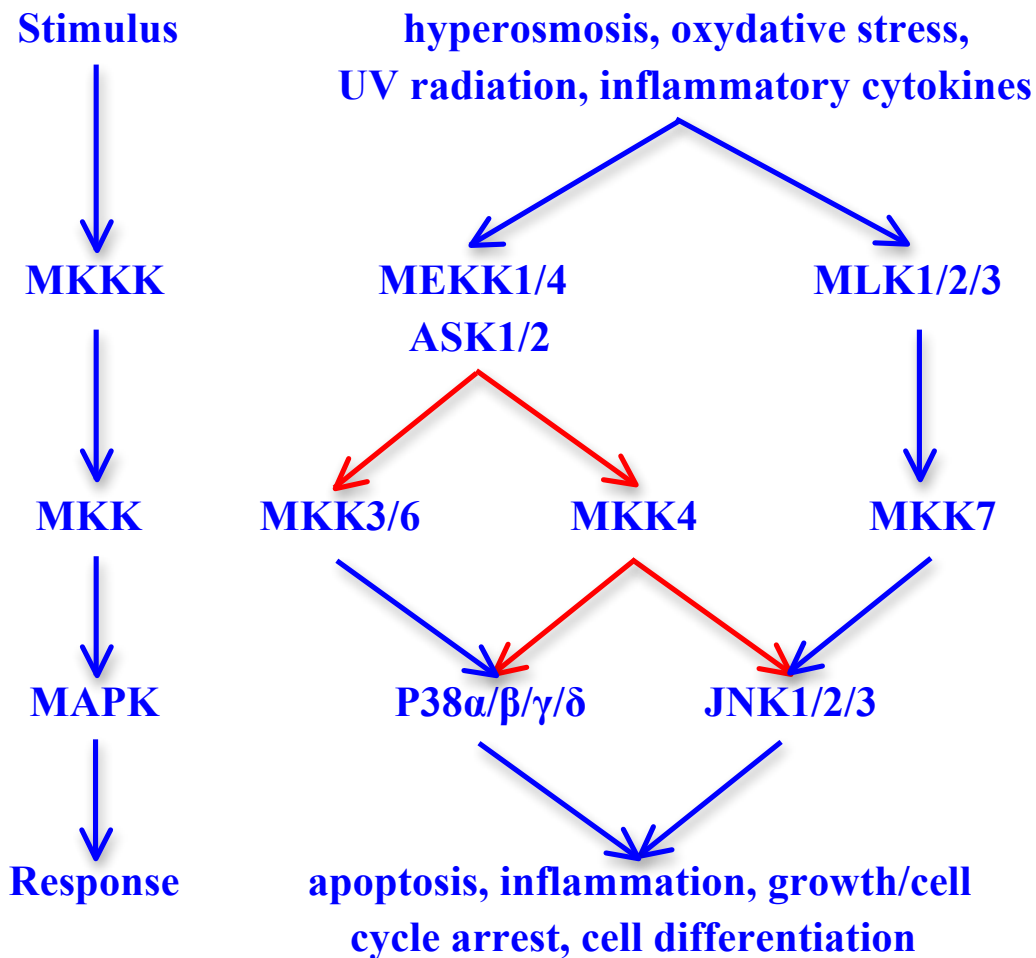 Stimulus hyperosmosis, oxydative stress,
UV radiation, inflammatory cytokines
MKKK MEKK1/4 MLK1/2/3
ASK1/2
MKK MKK3/6 MKK4 MKK7
MAPK P38α/β/γ/δ JNK1/2/3
Response apoptosis, inflammation, growth/cell
cycle arrest, cell differentiation